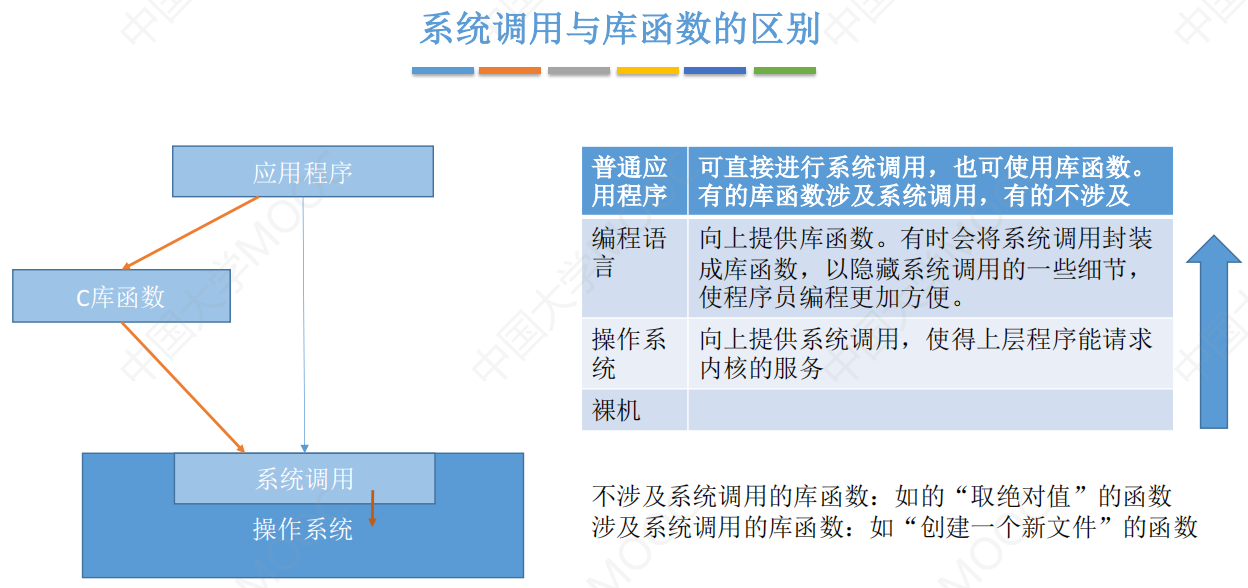 系统调用与库函数的区别
应用程序
C库函数
系统调用
操作系统
普通应
用程序
可直接进行系统调用，也可使用库函数。
有的库函数涉及系统调用，有的不涉及
编程语
言
向上提供库函数。有时会将系统调用封装
成库函数，以隐藏系统调用的一些细节，
使程序员编程更加方便。
操作系
统
向上提供系统调用，使得上层程序能请求
内核的服务
裸机
不涉及系统调用的库函数：如的“取绝对值”的函数
涉及系统调用的库函数：如“创建一个新文件”的函数
中国大学MOOC